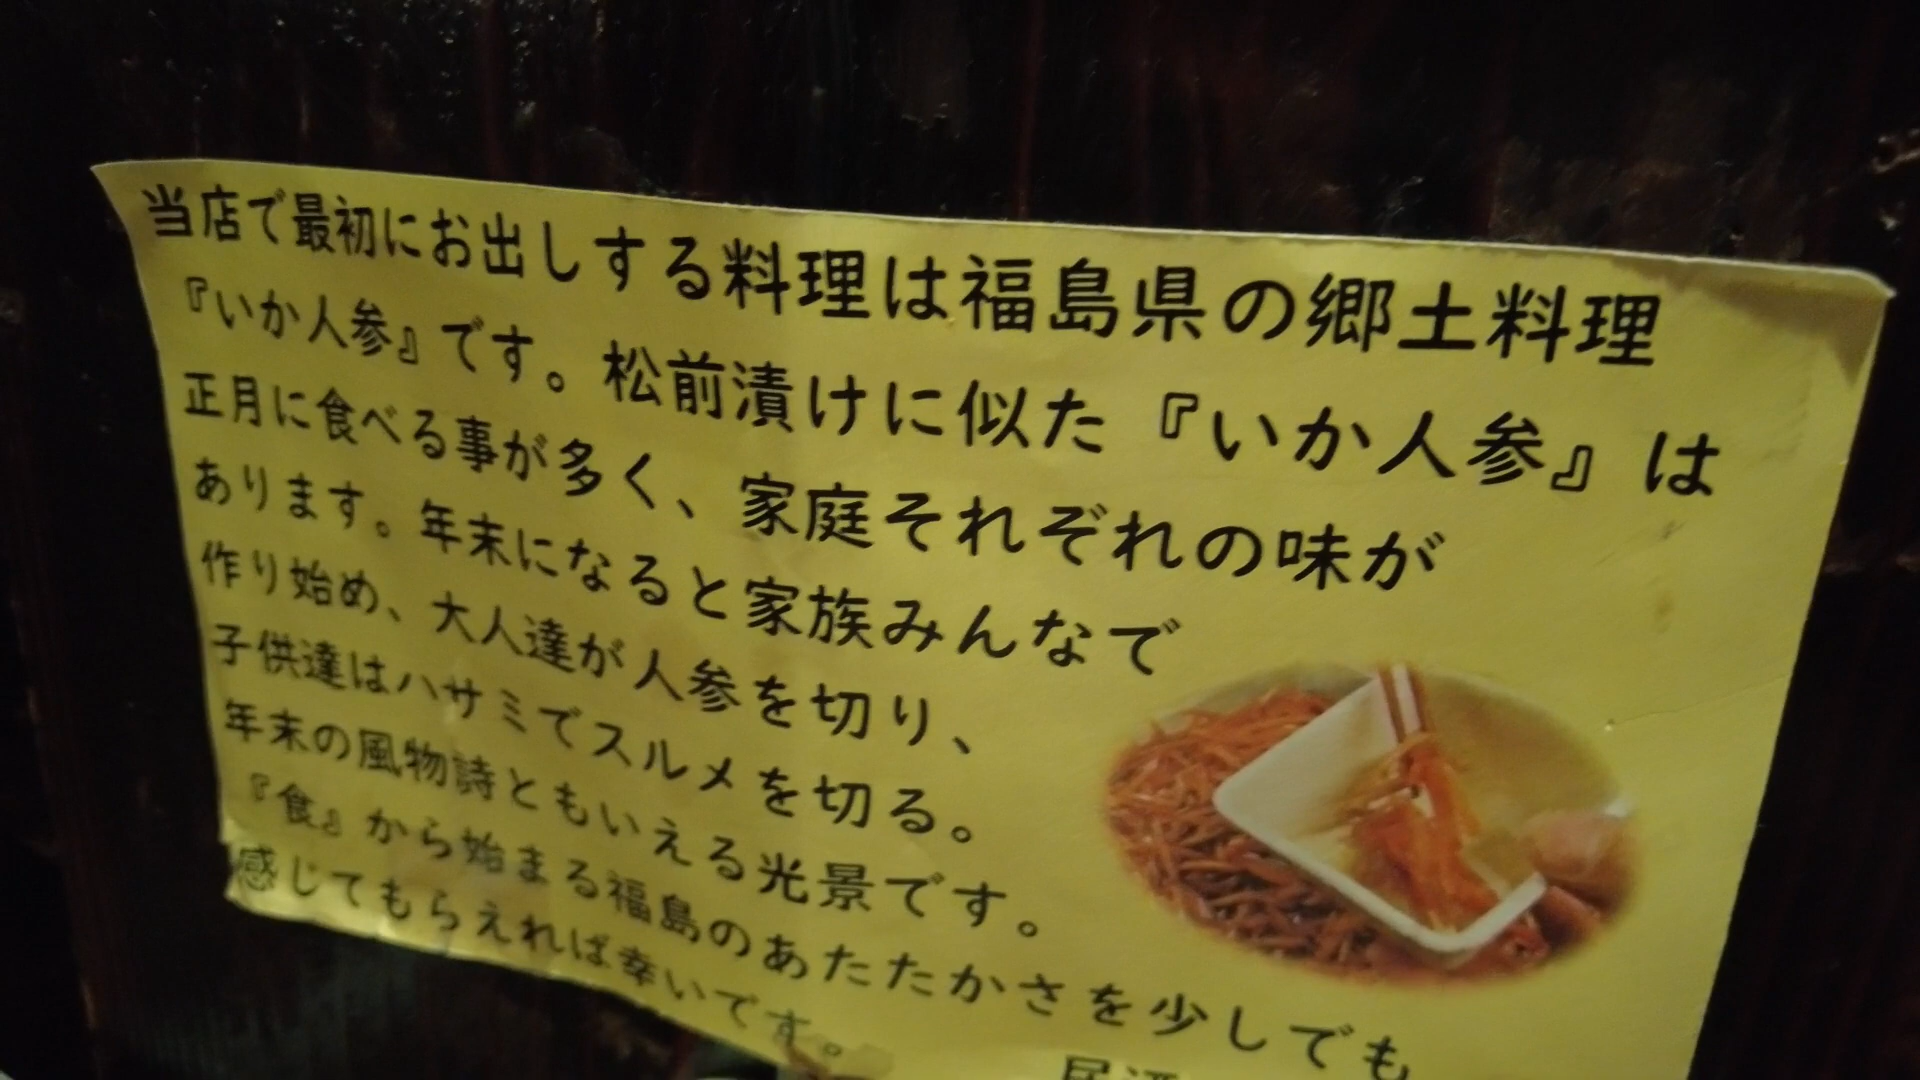 当店で最初にお出しする料理は福島県の郷土料理
『いか人参』です。松前漬けに似た『いか人参』は
正月に食べる事が多く、家庭それぞれの味が
あります。年末になると家族みんなで
作り始め、大人達が人参を切り、
子供達はハサミでスルメを切る。
年末の風物詩ともいえる光景です。
『食』から始まる福島のあたたかさを少しでも
感じてもらえれば幸いです。